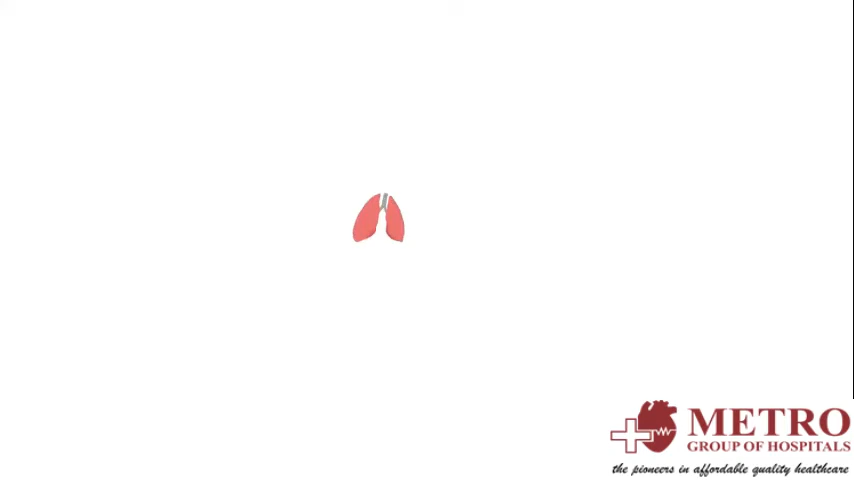 METRO
GROUP OF HOSPITALS
the pioneers in affordable quality healthcare